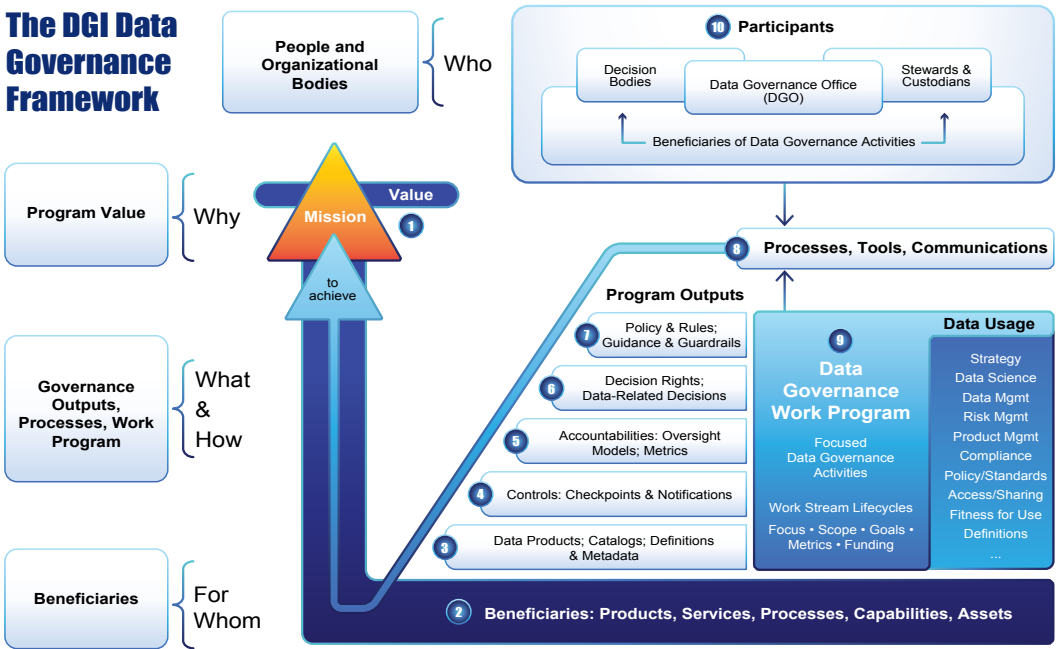 The DGI Data
Governance
Framework
People and
Organizational
Bodies
Who
10 Participants
Decision
Bodies
Data Governance Office
(DGO)
Stewards &
Custodians
Beneficiaries of Data Governance Activities
Program Value
Why
Value
Mission
1
to
achieve
8 Processes, Tools, Communications
Program Outputs
7 Policy & Rules;
Guidance & Guardrails
6 Decision Rights;
Data-Related Decisions
5 Accountabilities: Oversight
Models; Metrics
4 Controls: Checkpoints & Notifications
3 Data Products; Catalogs; Definitions
& Metadata
9
Data
Governance
Work Program
Focused
Data Governance
Activities
Work Stream Lifecycles
Focus • Scope • Goals •
Metrics • Funding
Data Usage
Strategy
Data Science
Data Mgmt
Risk Mgmt
Product Mgmt
Compliance
Policy/Standards
Access/Sharing
Fitness for Use
Definitions
...
Governance
Outputs,
Processes, Work
Program
What
&
How
Beneficiaries
For
Whom
2 Beneficiaries: Products, Services, Processes, Capabilities, Assets